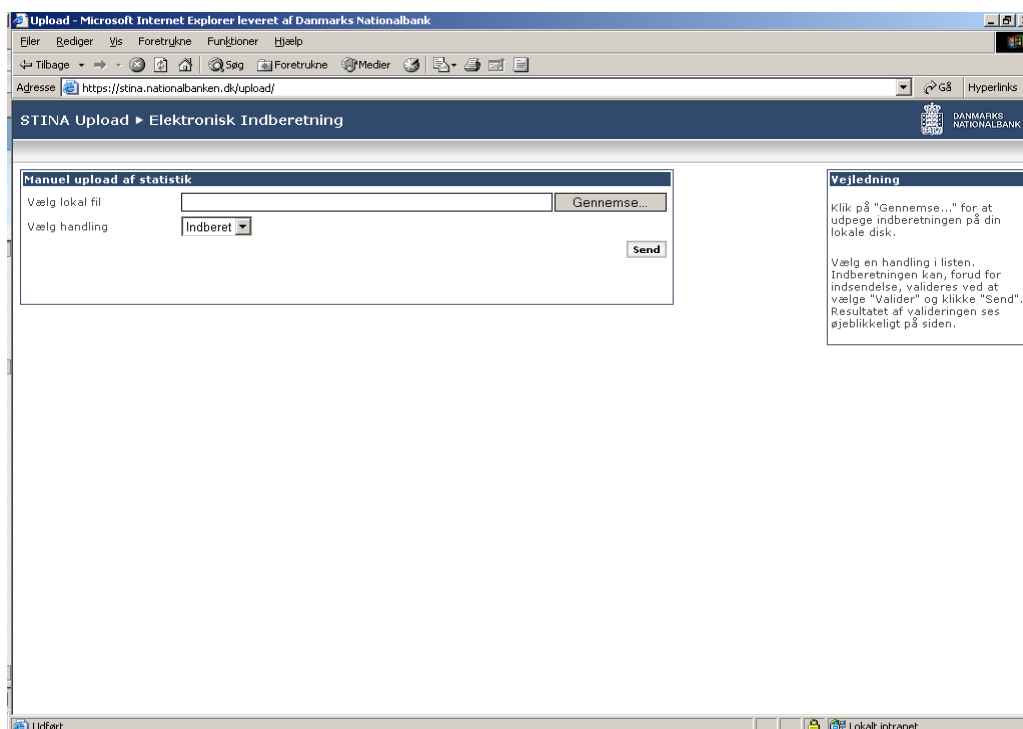 Upload - Microsoft Internet Explorer leveret af Danmarks Nationalbank
Filer Rediger Vis Foretrukne Funktioner Hjælp
Tilbage Søg Foretrukne Medier
Adresse https://stina.nationalbanken.dk/upload/ Gå Hyperlinks
STINA Upload ▸ Elektronisk Indberetning
DANMARKS
NATIONALBANK
Manuel upload af statistik
Vælg lokal fil Gennemse...
Vælg handling Indberet
Send
Vejledning
Klik på "Gennemse..." for at
udpege indberetningen på din
lokale disk.
Vælg en handling i listen.
Indberetningen kan, forud for
indsendelse, valideres ved at
vælge "Valider" og klikke "Send".
Resultatet af valideringen ses
øjeblikkeligt på siden.
Udført Lokalt intranet